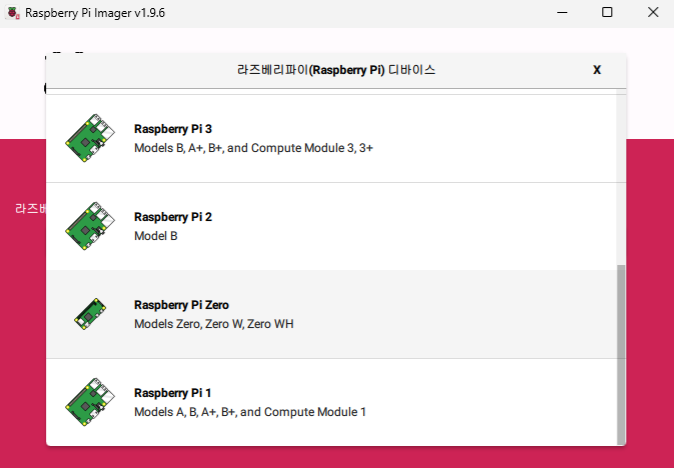 Raspberry Pi Imager v1.9.6
라즈베리파이(Raspberry Pi) 디바이스
X
Raspberry Pi 3
Models B, A+, B+, and Compute Module 3, 3+
Raspberry Pi 2
Model B
라즈베
Raspberry Pi Zero
Models Zero, Zero W, Zero WH
Raspberry Pi 1
Models A, B, A+, B+, and Compute Module 1